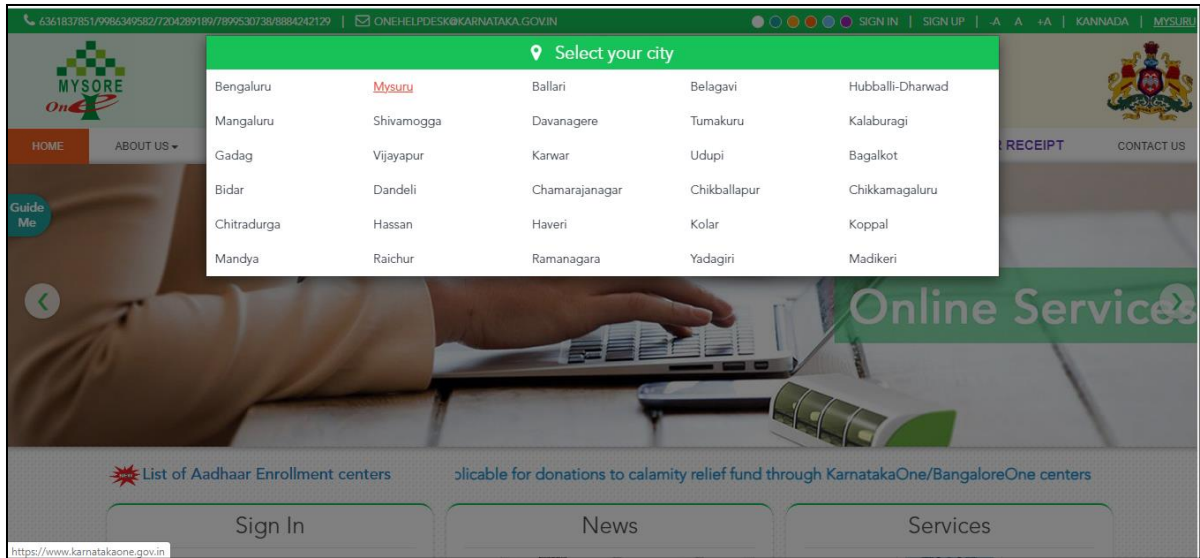 6361837851/9986349582/7204289189/7899530738/8884242129 | ONEHELPDESK@KARNATAKA.GOV.IN SIGN IN | SIGN UP | -A A +A | KANNADA | MYSURU
Select your city
MYSORE
One
Bengaluru Mysuru Ballari Belagavi Hubballi-Dharwad
Mangaluru Shivamogga Davanagere Tumakuru Kalaburagi
HOME ABOUT US RECEIPT CONTACT US
Gadag Vijayapur Karwar Udupi Bagalkot
Bidar Dandeli Chamarajanagar Chikballapur Chikkamagaluru
Guide
Me
Chitradurga Hassan Haveri Kolar Koppal
Mandya Raichur Ramanagara Yadagiri Madikeri
Online Services
List of Aadhaar Enrollment centers plicable for donations to calamity relief fund through KarnatakaOne/BangaloreOne centers
Sign In News Services
https://www.karnatakaone.gov.in